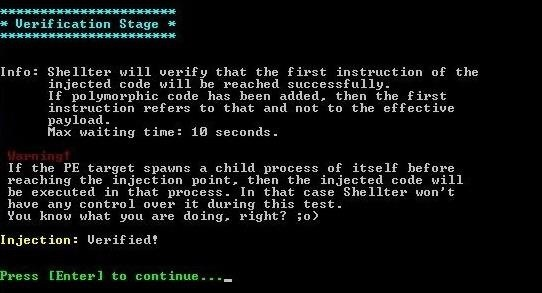 **********************
* Verification Stage *
**********************
Info: Shellter will verify that the first instruction of the
injected code will be reached successfully.
If polymorphic code has been added, then the first
instruction refers to that and not to the effective
payload.
Max waiting time: 10 seconds.
Warning!
If the PE target spawns a child process of itself before
reaching the injection point, then the injected code will
be executed in that process. In that case Shellter won't
have any control over it during this test.
You know what you are doing, right? ;o)
Injection: Verified!
Press [Enter] to continue..._